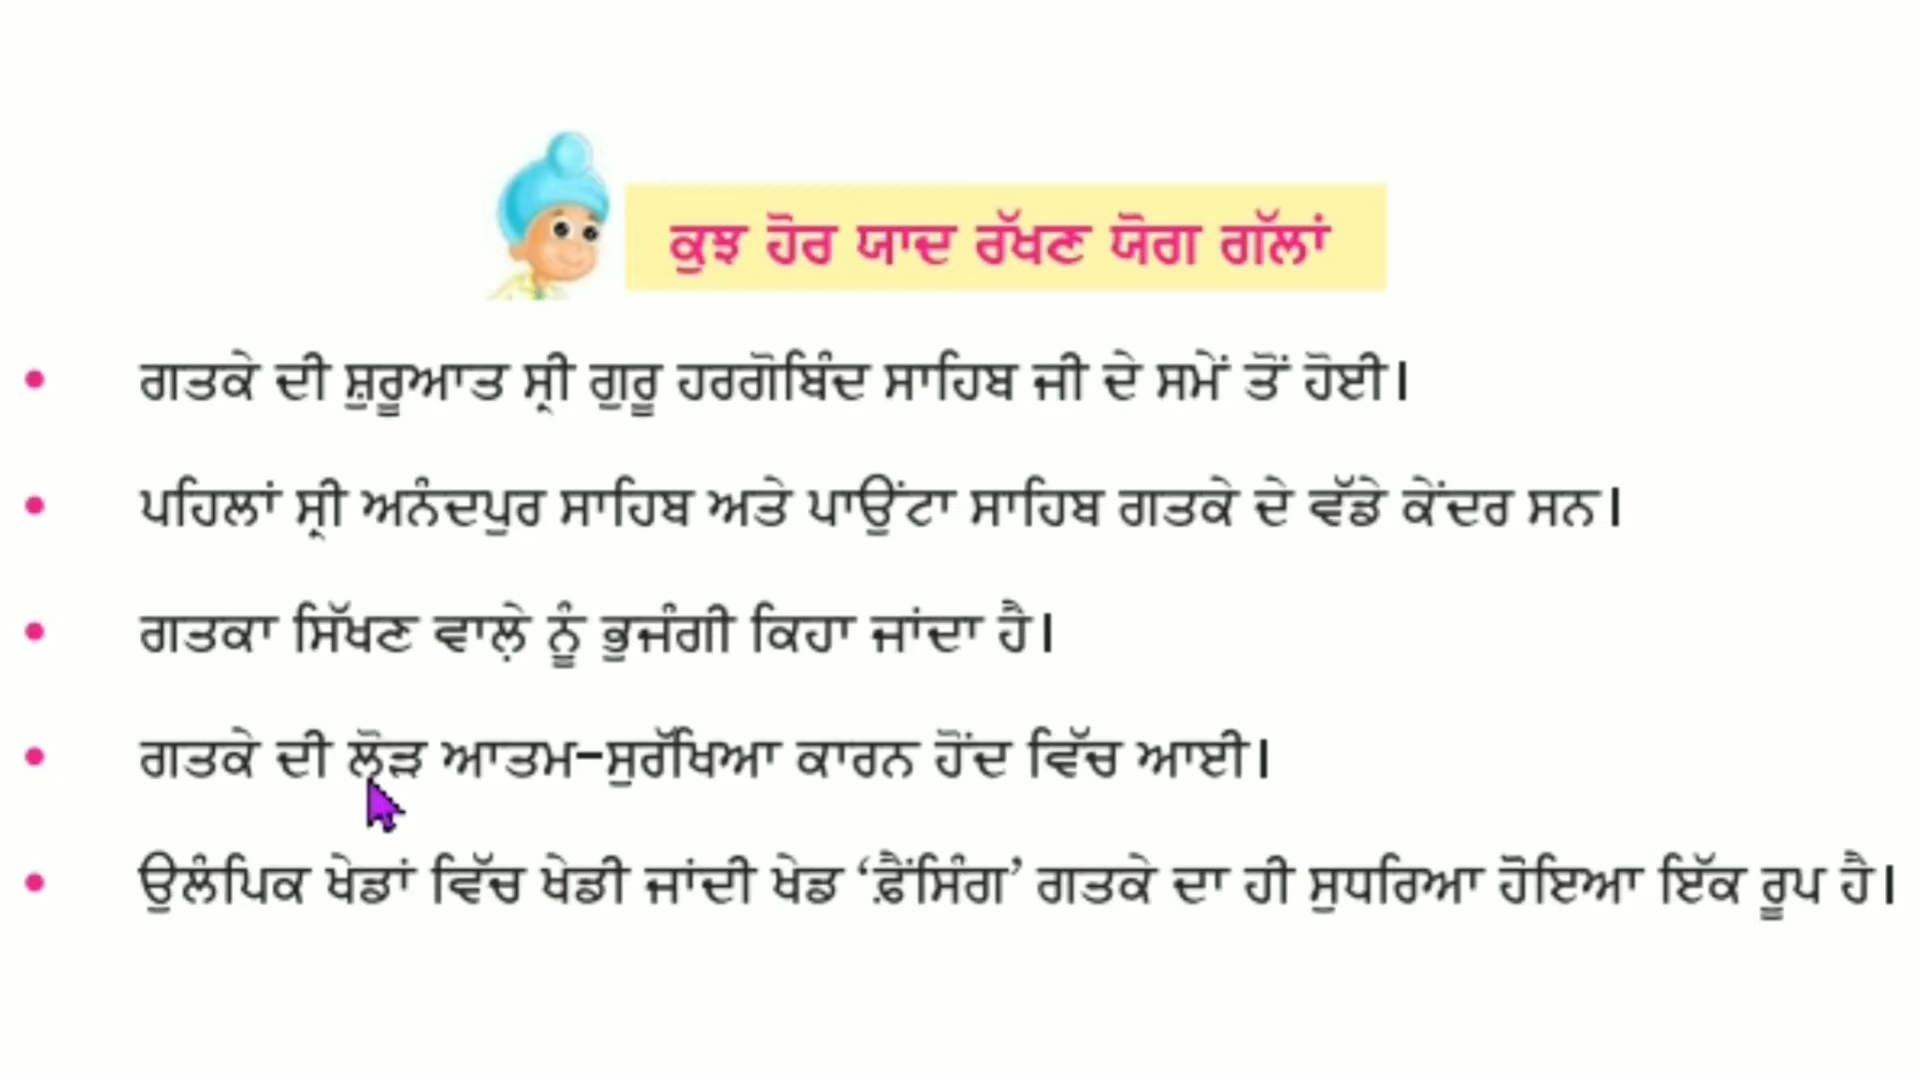 ਕੁਝ ਹੋਰ ਯਾਦ ਰੱਖਣ ਯੋਗ ਗੱਲਾਂ
• ਗਤਕੇ ਦੀ ਸ਼ੁਰੂਆਤ ਸ੍ਰੀ ਗੁਰੂ ਹਰਗੋਬਿੰਦ ਸਾਹਿਬ ਜੀ ਦੇ ਸਮੇਂ ਤੋਂ ਹੋਈ।
• ਪਹਿਲਾਂ ਸ੍ਰੀ ਅਨੰਦਪੁਰ ਸਾਹਿਬ ਅਤੇ ਪਾਉਂਟਾ ਸਾਹਿਬ ਗਤਕੇ ਦੇ ਵੱਡੇ ਕੇਂਦਰ ਸਨ।
• ਗਤਕਾ ਸਿੱਖਣ ਵਾਲ਼ੇ ਨੂੰ ਭੁਜੰਗੀ ਕਿਹਾ ਜਾਂਦਾ ਹੈ।
• ਗਤਕੇ ਦੀ ਲੋੜ ਆਤਮ-ਸੁਰੱਖਿਆ ਕਾਰਨ ਹੋਂਦ ਵਿੱਚ ਆਈ।
• ਉਲੰਪਿਕ ਖੇਡਾਂ ਵਿੱਚ ਖੇਡੀ ਜਾਂਦੀ ਖੇਡ ‘ਫ਼ੈਂਸਿੰਗ’ ਗਤਕੇ ਦਾ ਹੀ ਸੁਧਰਿਆ ਹੋਇਆ ਇੱਕ ਰੂਪ ਹੈ।